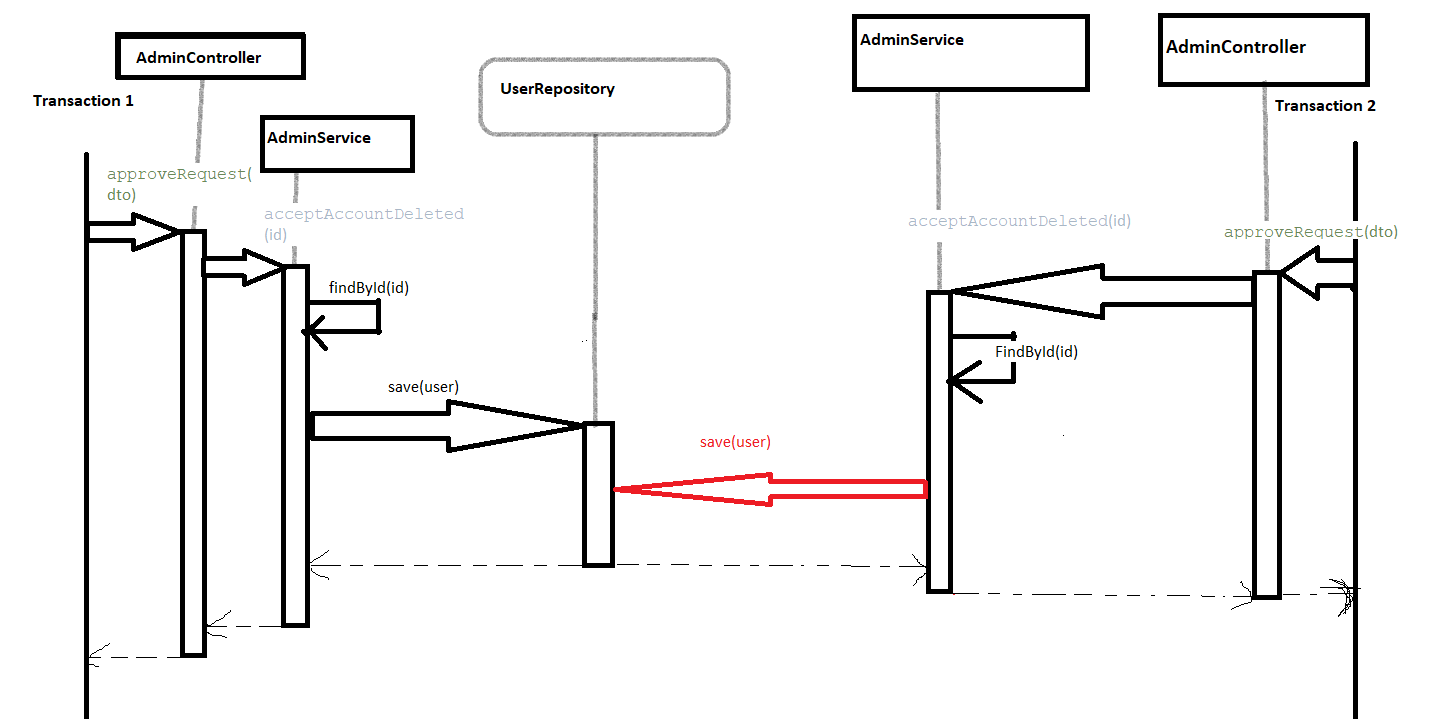 AdminController
AdminService
UserRepository
AdminService
AdminController
Transaction 1
Transaction 2
approveRequest(
dto)
acceptAccountDeleted
(id)
acceptAccountDeleted(id)
approveRequest(dto)
findById(id)
FindById(id)
save(user)
save(user)